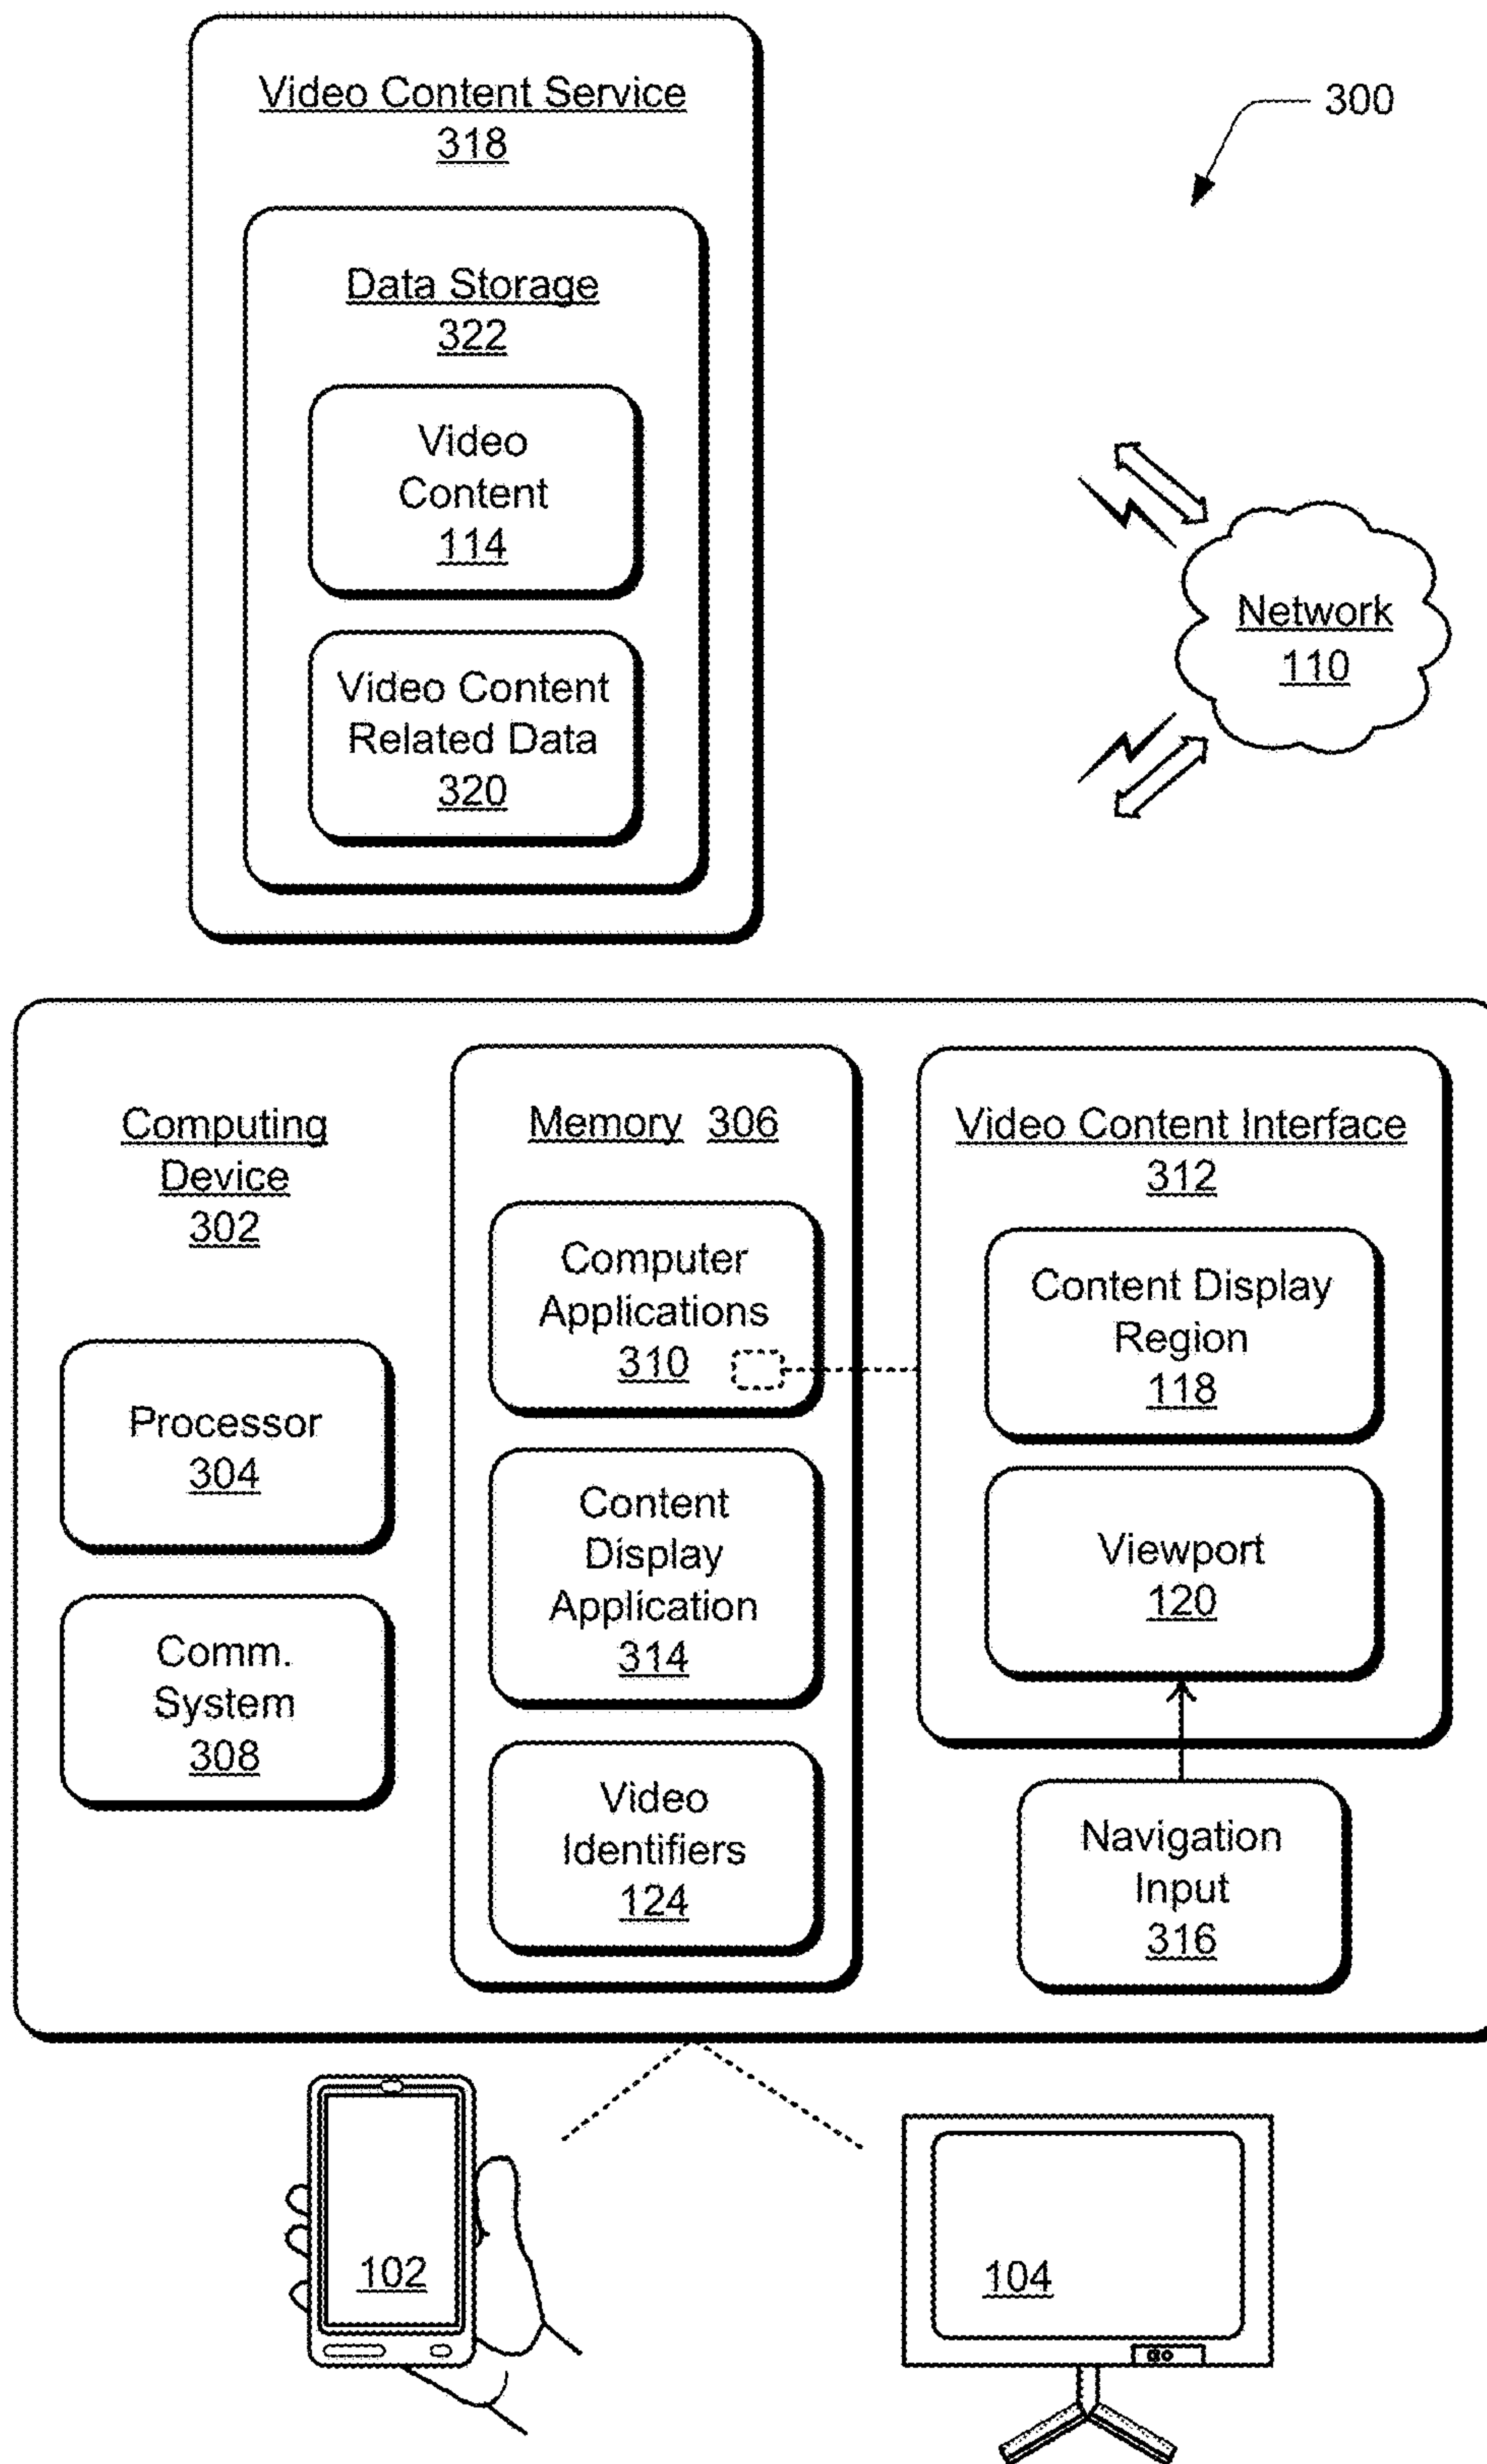 Video Content Service
318
300
Data Storage
322
Video
Content
114
Video Content
Related Data
320
Network
110
Computing
Device
302
Processor
304
Comm.
System
308
Memory 306
Computer
Applications
310
Content
Display
Application
314
Video
Identifiers
124
Video Content Interface
312
Content Display
Region
118
Viewport
120
Navigation
Input
316
102
104